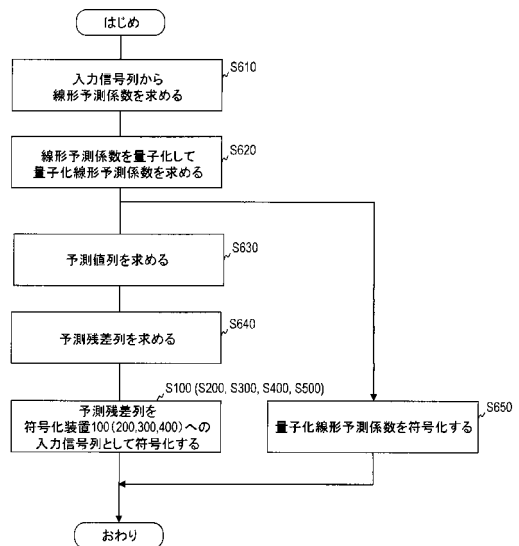 はじめ
S610
入力信号列から
線形予測係数を求める
S620
線形予測係数を量子化して
量子化線形予測係数を求める
S630
予測値列を求める
S640
予測残差列を求める
S100 (S200, S300, S400, S500)
予測残差列を
符号化装置100(200,300,400)への
入力信号列として符号化する
S650
量子化線形予測係数を符号化する
おわり